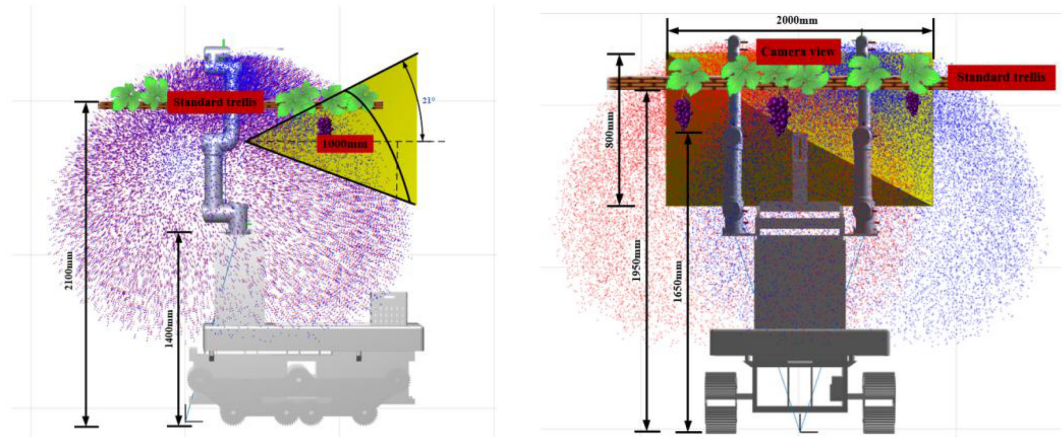 Standard trellis
21°
1000mm
2100mm
1400mm
2000mm
Camera view
Standard trellis
800mm
1950mm
1650mm